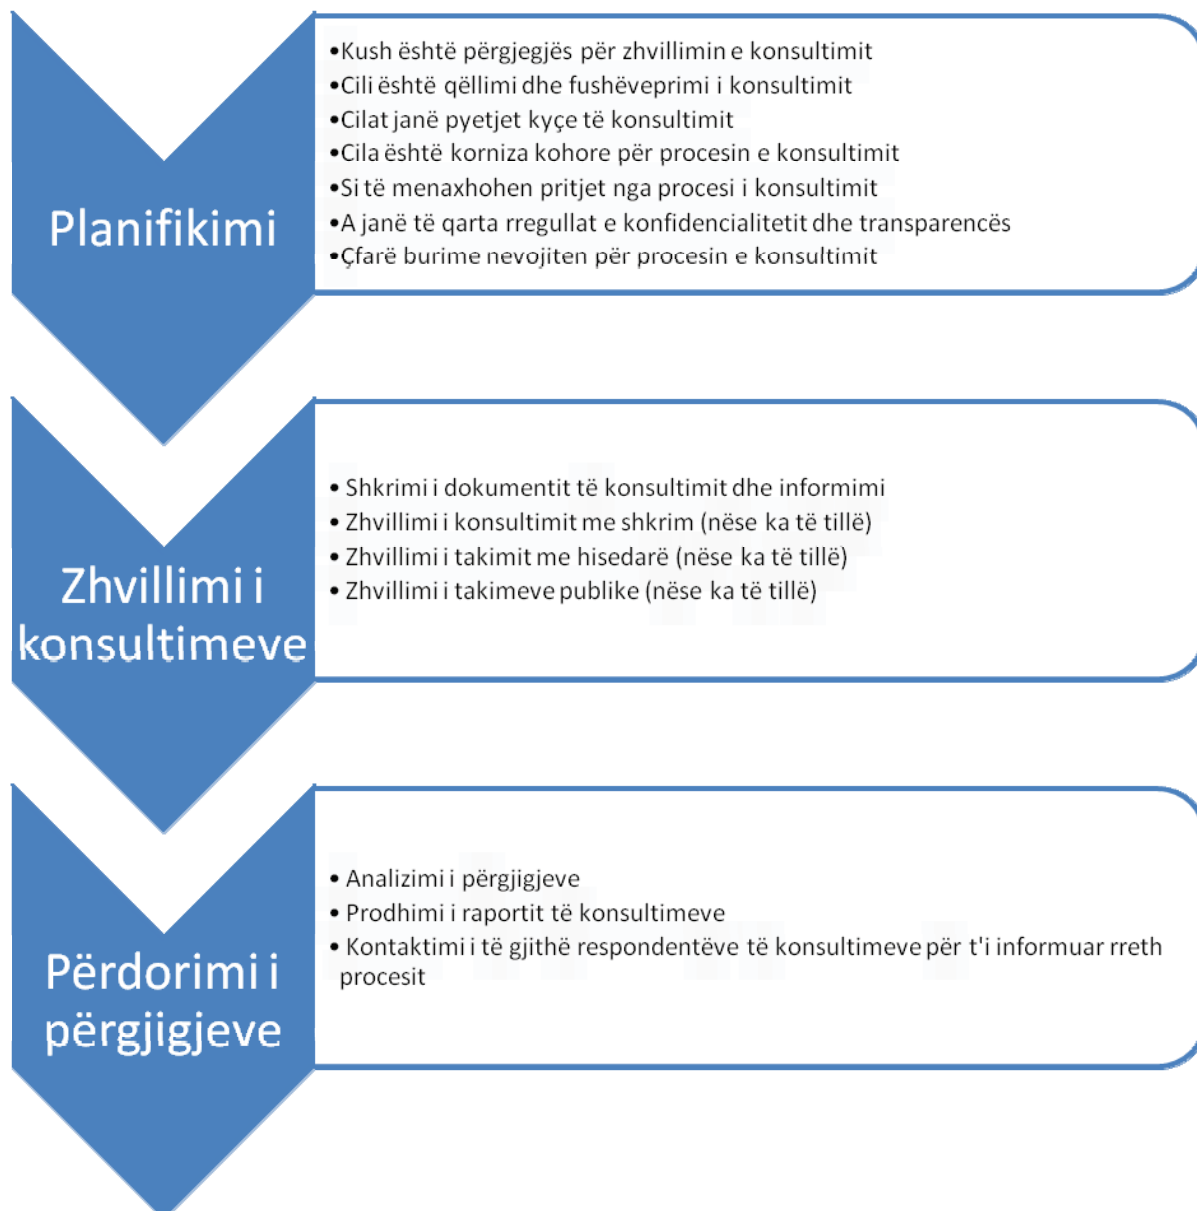 Planifikimi
•Kush është përgjegjës për zhvillimin e konsultimit
•Cili është qëllimi dhe fushëveprimi i konsultimit
•Cilat janë pyetjet kyçe të konsultimit
•Cila është korniza kohore për procesin e konsultimit
•Si të menaxhohen pritjet nga procesi i konsultimit
•A janë të qarta rregullat e konfidencialitetit dhe transparencës
•Çfarë burime nevojiten për procesin e konsultimit
Zhvillimi i
konsultimeve
• Shkrimi i dokumentit të konsultimit dhe informimi
• Zhvillimi i konsultimit me shkrim (nëse ka të tillë)
• Zhvillimi i takimit me hisedarë (nëse ka të tillë)
• Zhvillimi i takimeve publike (nëse ka të tillë)
Përdorimi i
përgjigjeve
• Analizimi i përgjigjeve
• Prodhimi i raportit të konsultimeve
• Kontaktimi i të gjithë respondentëve të konsultimeve për t'i informuar rreth
procesit